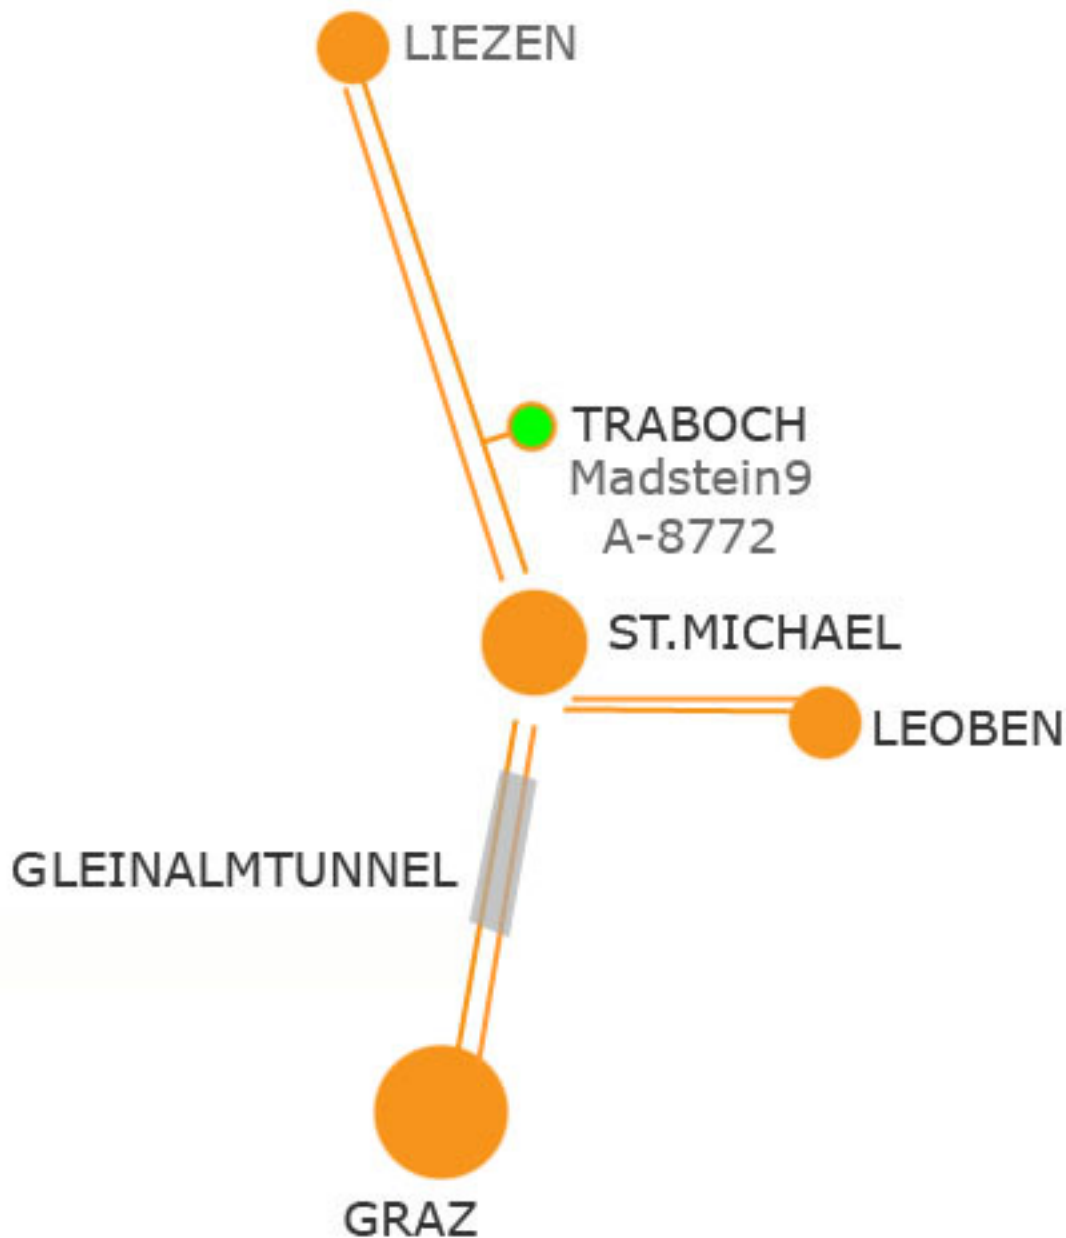 LIEZEN
TRABOCH
Madstein9
A-8772
ST.MICHAEL
LEOBEN
GLEINALMTUNNEL
GRAZ